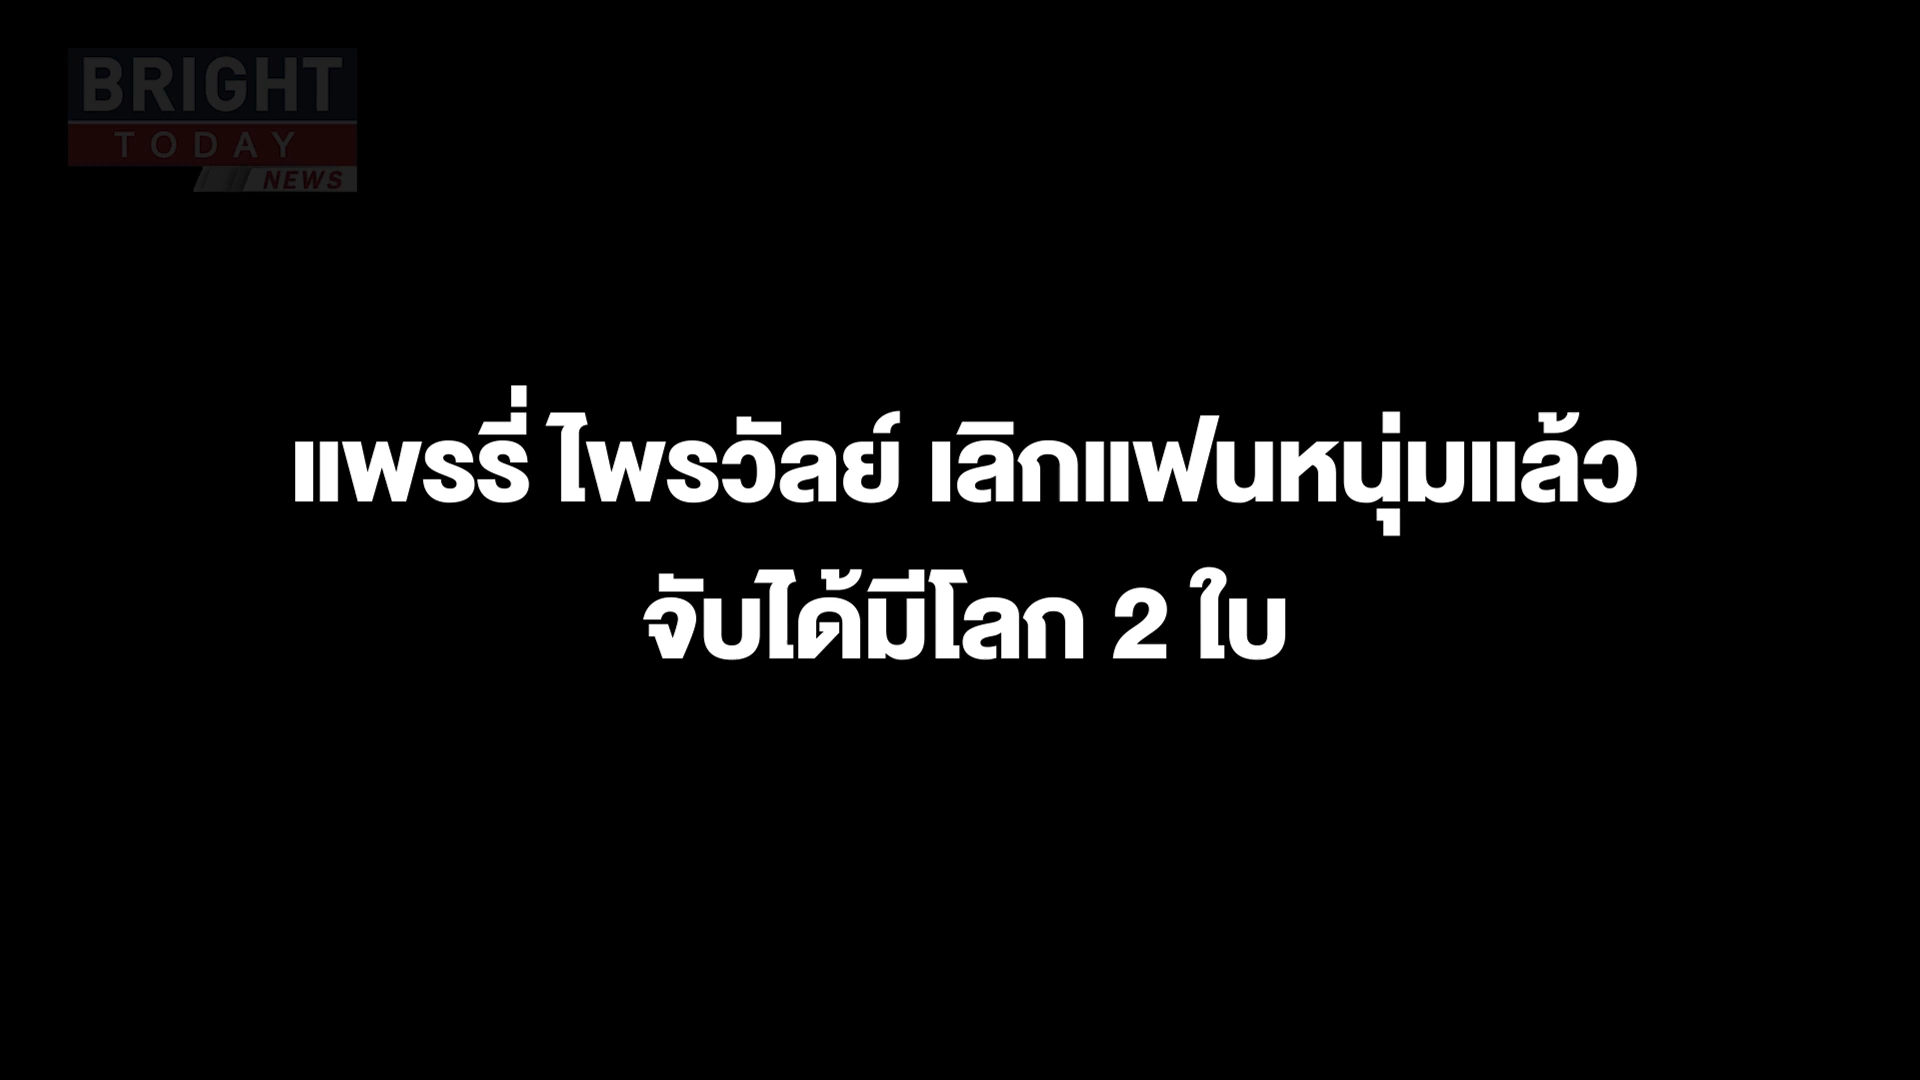 BRIGHT
TODAY
NEWS
แพรรี่ ไพรวัลย์ เลิกแฟนหนุ่มแล้ว
จับได้มีโลก 2 ใบ